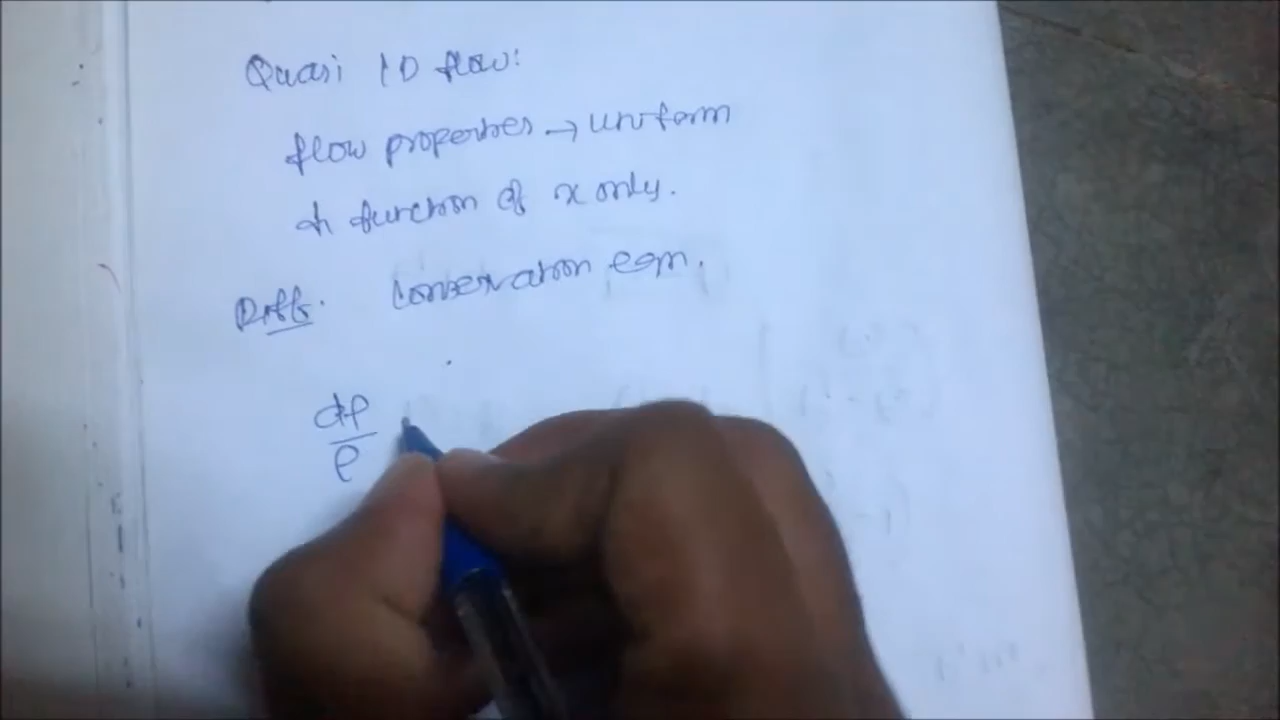 Quasi 1D flow:
flow properties → uniform
& function of x only.
Diff. Conservation eqn.
dρ
ρ